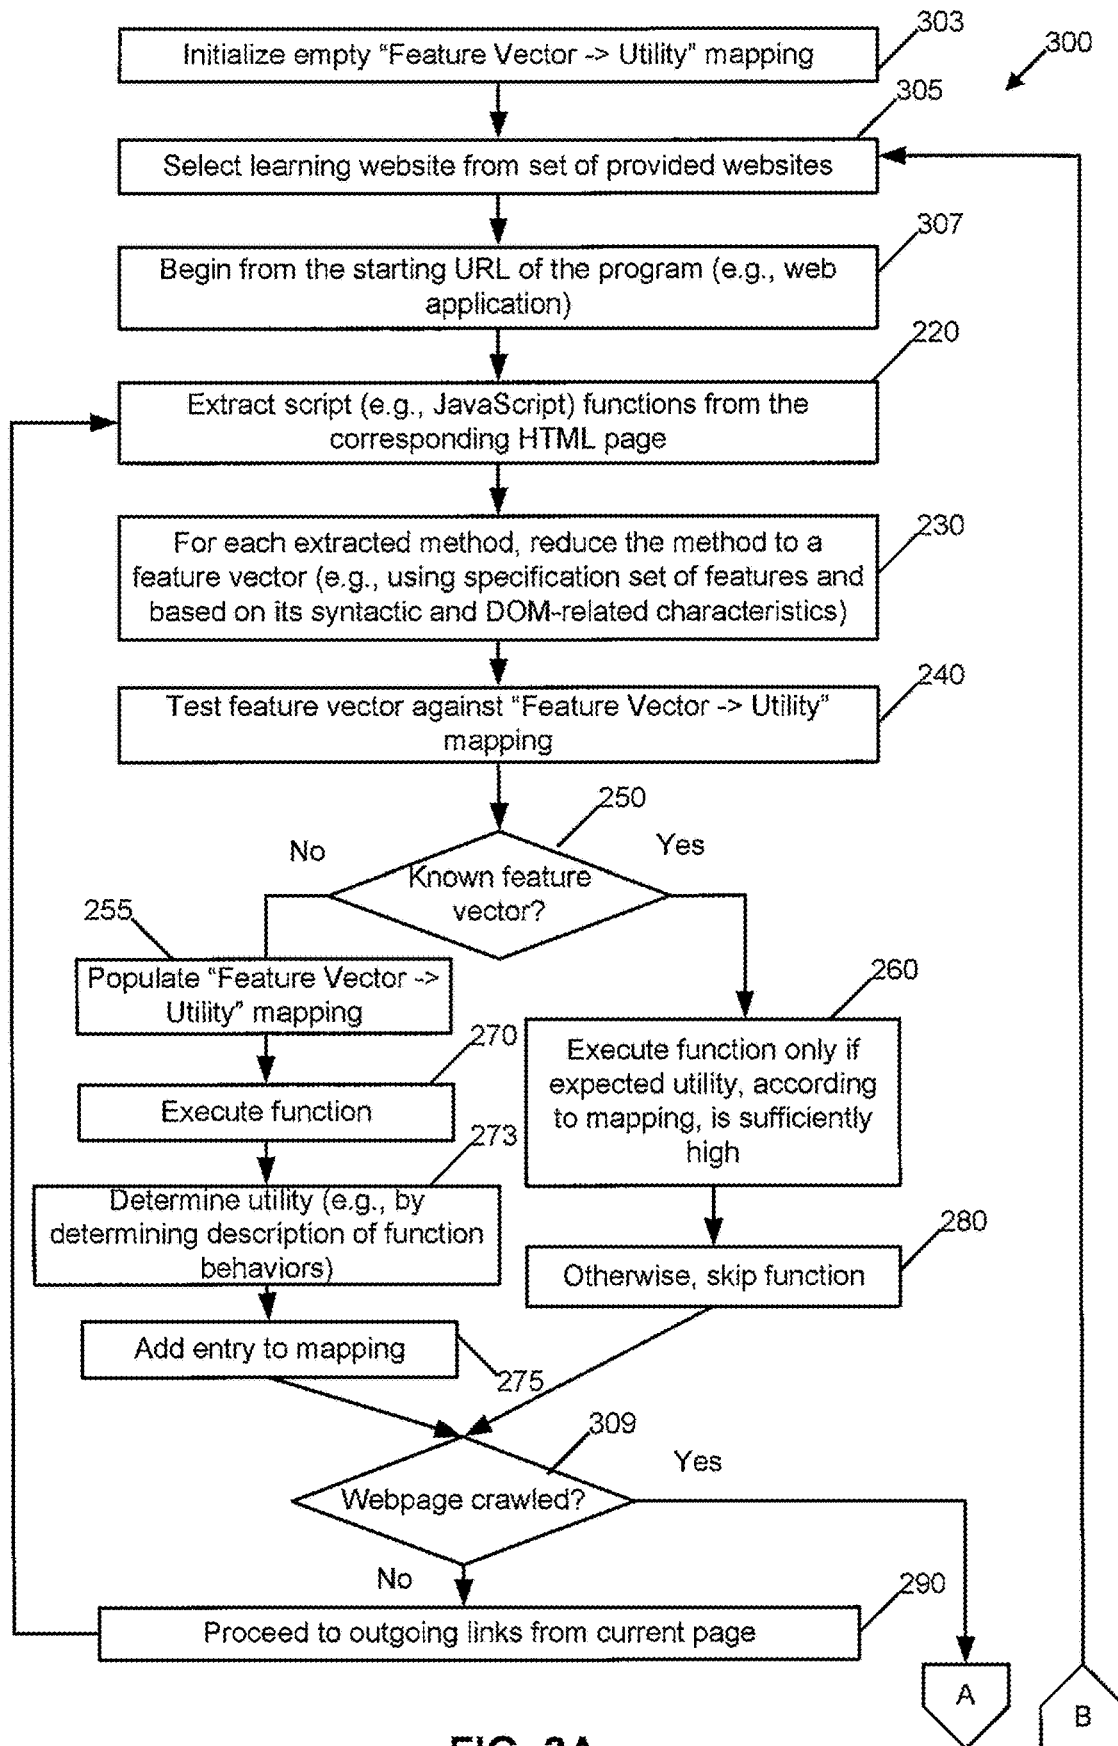 303
Initialize empty “Feature Vector -> Utility” mapping
300
305
Select learning website from set of provided websites
307
Begin from the starting URL of the program (e.g., web
application)
220
Extract script (e.g., JavaScript) functions from the
corresponding HTML page
230
For each extracted method, reduce the method to a
feature vector (e.g., using specification set of features and
based on its syntactic and DOM-related characteristics)
240
Test feature vector against “Feature Vector -> Utility”
mapping
250
No
Yes
Known feature
vector?
255
Populate “Feature Vector ->
Utility” mapping
260
Execute function only if
expected utility, according
to mapping, is sufficiently
high
270
Execute function
273
Determine utility (e.g., by
determining description of function
behaviors)
280
Otherwise, skip function
Add entry to mapping
275
309
Yes
Webpage crawled?
No
290
Proceed to outgoing links from current page
A
B